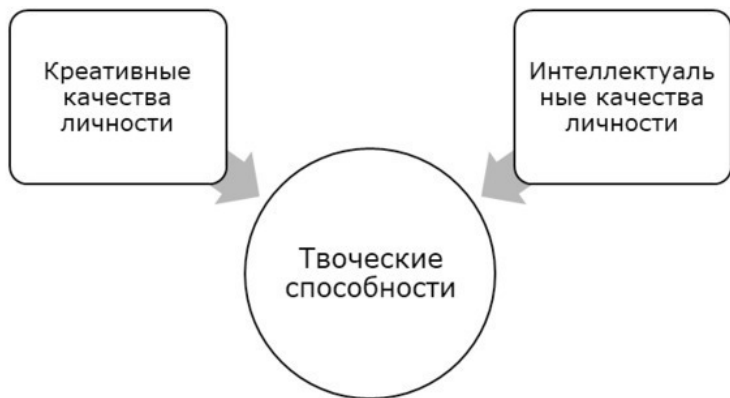 Креативные
качества
личности
Интеллектуаль
ные качества
личности
Твоческие
способности